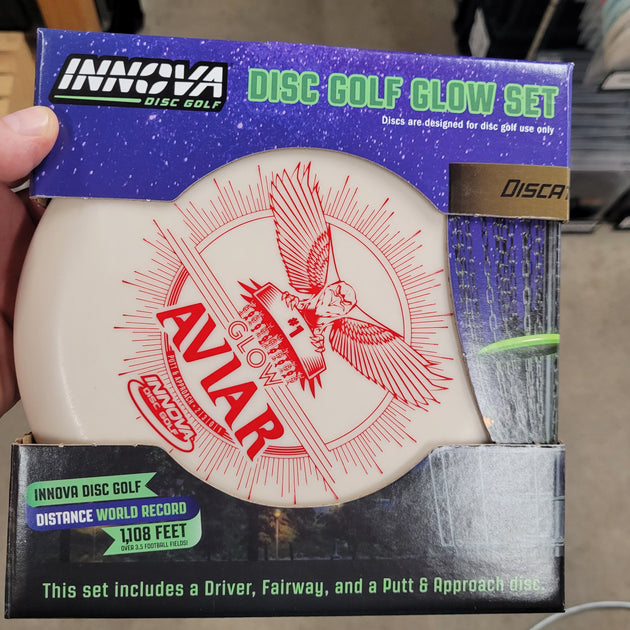 INNOVA
DISC GOLF
DISC GOLF GLOW SET
Discs are designed for disc golf use only
#1
GLOW
AVIAR
PUTT & APPROACH
INNOVA
DISC GOLF
INNOVA DISC GOLF
DISTANCE WORLD RECORD
1,108 FEET
OVER 3.5 FOOTBALL FIELDS!
This set includes a Driver, Fairway, and a Putt & Approach disc.